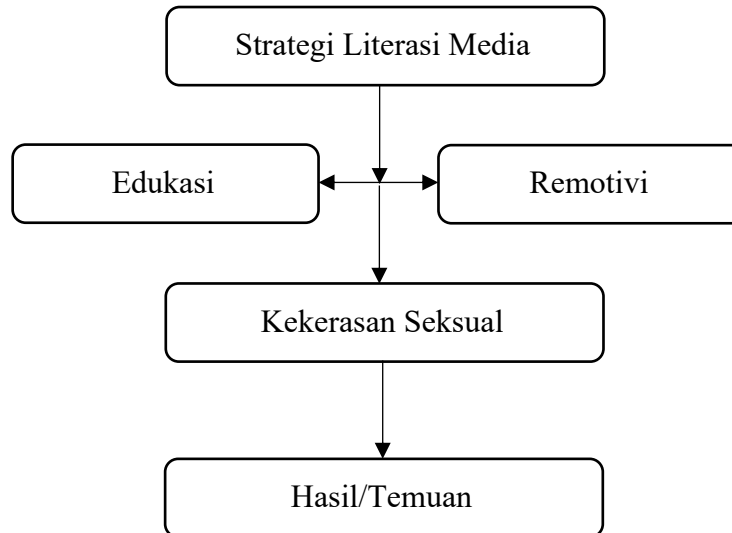 Strategi Literasi Media
Edukasi
Remotivi
Kekerasan Seksual
Hasil/Temuan